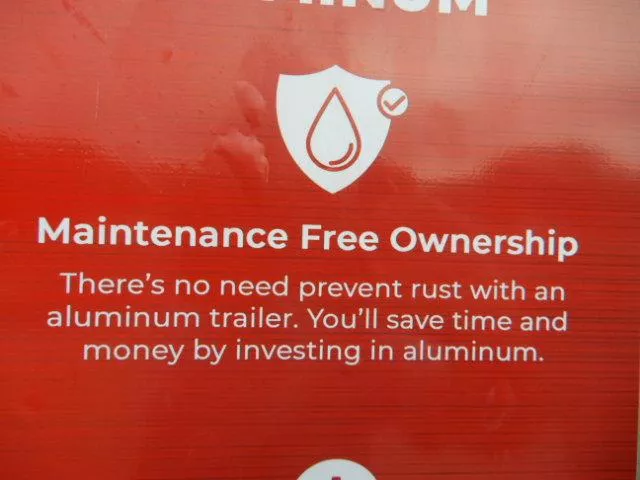 Maintenance Free Ownership
There's no need prevent rust with an
aluminum trailer. You'll save time and
money by investing in aluminum.